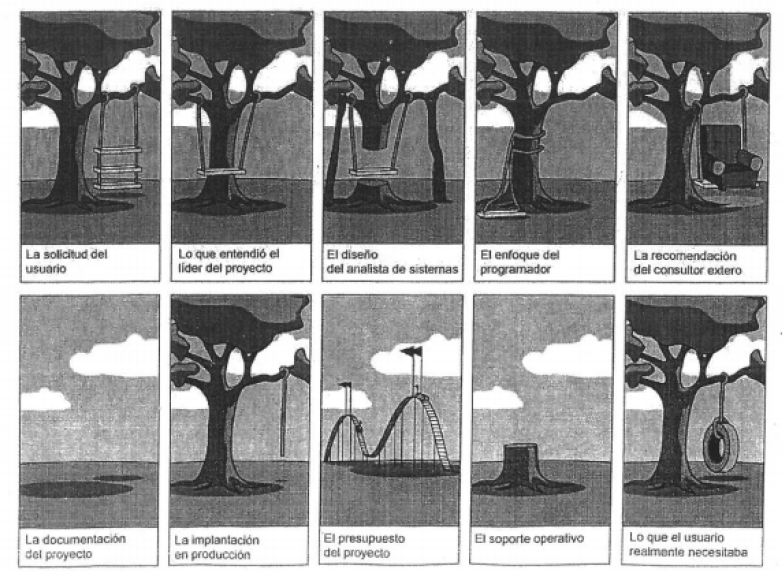 La solicitud del
usuario
Lo que entendió el
líder del proyecto
El diseño
del analista de sistemas
El enfoque del
programador
La recomendación
del consultor extero
La documentación
del proyecto
La implantación
en producción
El presupuesto
del proyecto
El soporte operativo
Lo que el usuario
realmente necesitaba